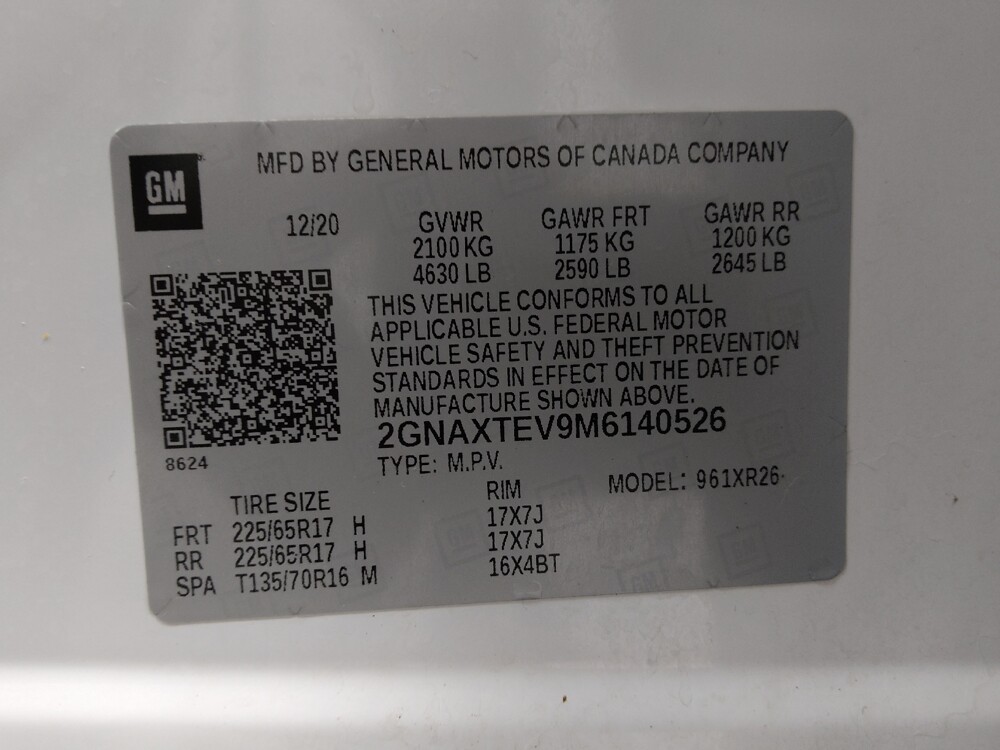 GM
MFD BY GENERAL MOTORS OF CANADA COMPANY
12/20
GVWR GAWR FRT GAWR RR
2100 KG 1175 KG 1200 KG
4630 LB 2590 LB 2645 LB
THIS VEHICLE CONFORMS TO ALL
APPLICABLE U.S. FEDERAL MOTOR
VEHICLE SAFETY AND THEFT PREVENTION
STANDARDS IN EFFECT ON THE DATE OF
MANUFACTURE SHOWN ABOVE.
2GNAXTEV9M6140526
8624
TYPE: M.P.V.
MODEL: 961XR26
TIRE SIZE RIM
FRT 225/65R17 H 17X7J
RR 225/65R17 H 17X7J
SPA T135/70R16 M 16X4BT